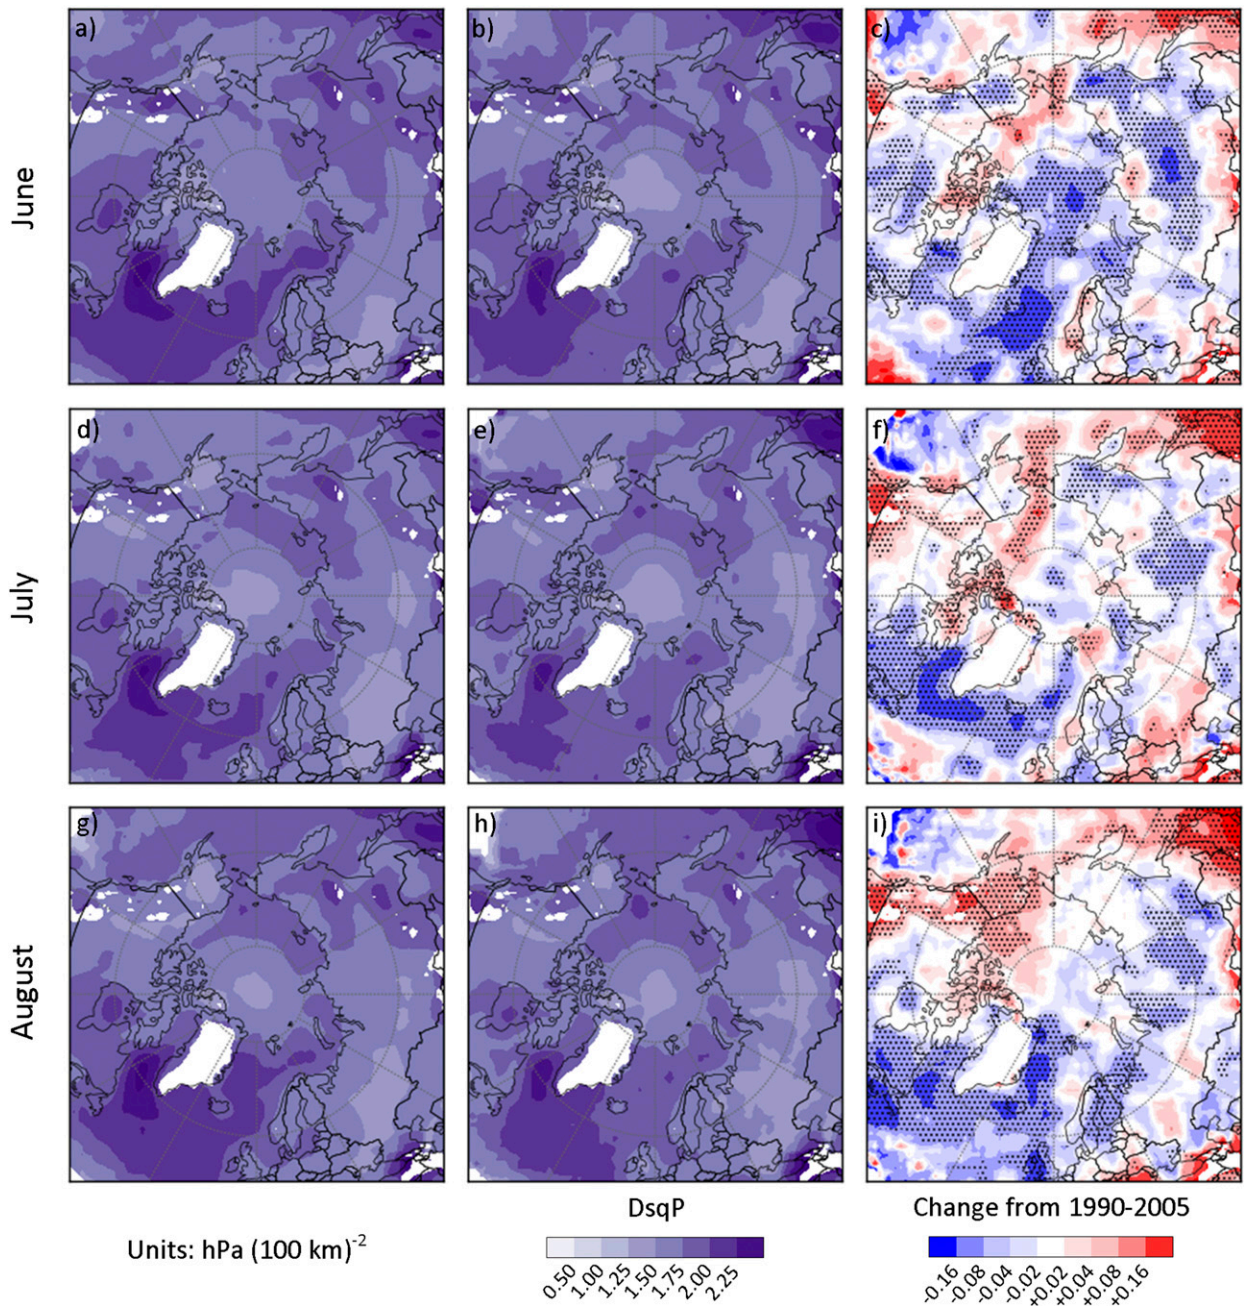 a)
b)
c)
June
d)
e)
f)
July
g)
h)
i)
August
DsqP
Change from 1990-2005
Units: hPa (100 km)⁻²
0.50 1.00 1.25 1.50 1.75 2.00 2.25
-0.16 -0.08 -0.04 -0.02 +0.02 +0.04 +0.08 +0.16